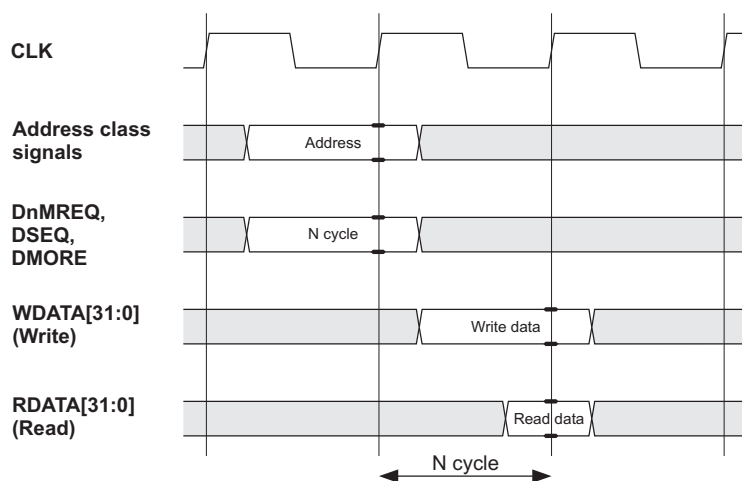 CLK
Address class
signals
Address
DnMREQ,
DSEQ,
DMORE
N cycle
WDATA[31:0]
(Write)
Write data
RDATA[31:0]
(Read)
Read data
N cycle